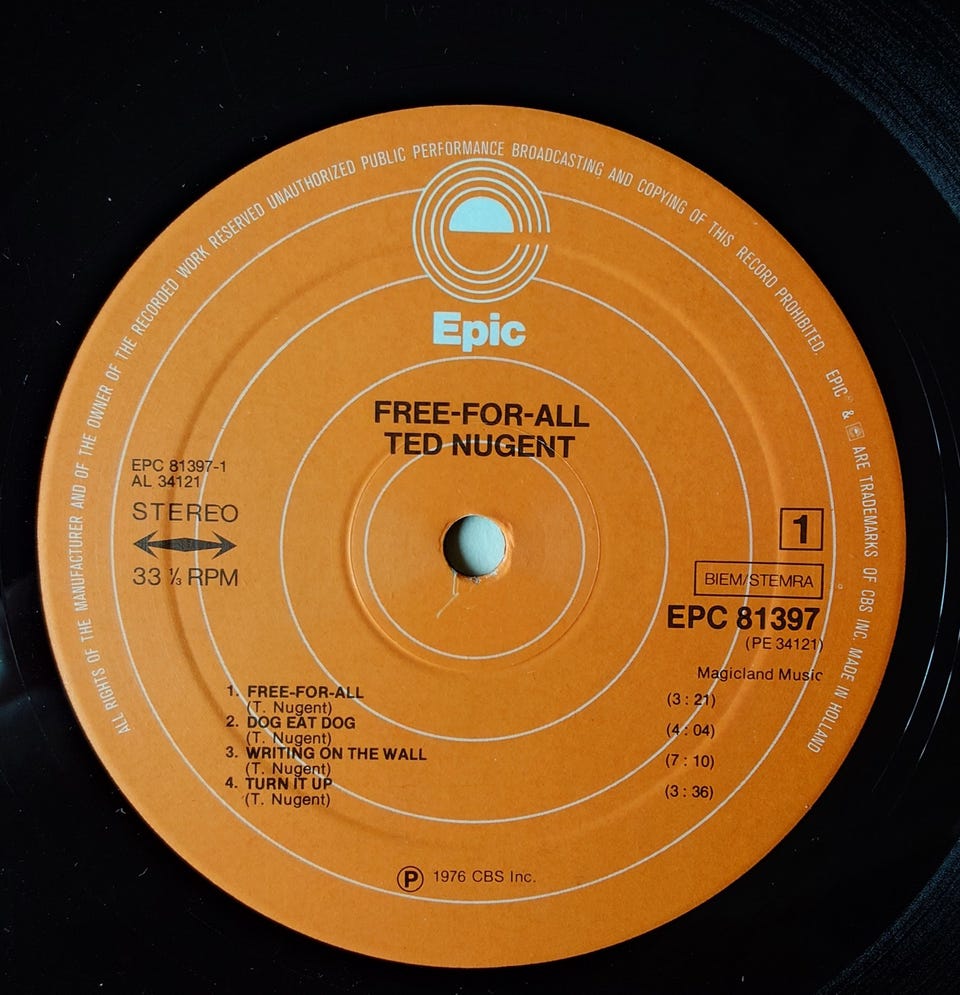 ALL RIGHTS OF THE MANUFACTURER AND OF THE OWNER OF THE RECORDED WORK RESERVED UNAUTHORIZED PUBLIC PERFORMANCE BROADCASTING AND COPYING OF THIS RECORD PROHIBITED. EPIC & ARE TRADEMARKS OF CBS INC. MADE IN HOLLAND
Epic
FREE-FOR-ALL
TED NUGENT
EPC 81397-1
AL 34121
STEREO
33 ⅓ RPM
1
BIEM/STEMRA
EPC 81397
(PE 34121)
Magicland Music
1. FREE-FOR-ALL (3 : 21)
(T. Nugent)
2. DOG EAT DOG (4 : 04)
(T. Nugent)
3. WRITING ON THE WALL (7 : 10)
(T. Nugent)
4. TURN IT UP (3 : 36)
(T. Nugent)
℗ 1976 CBS Inc.